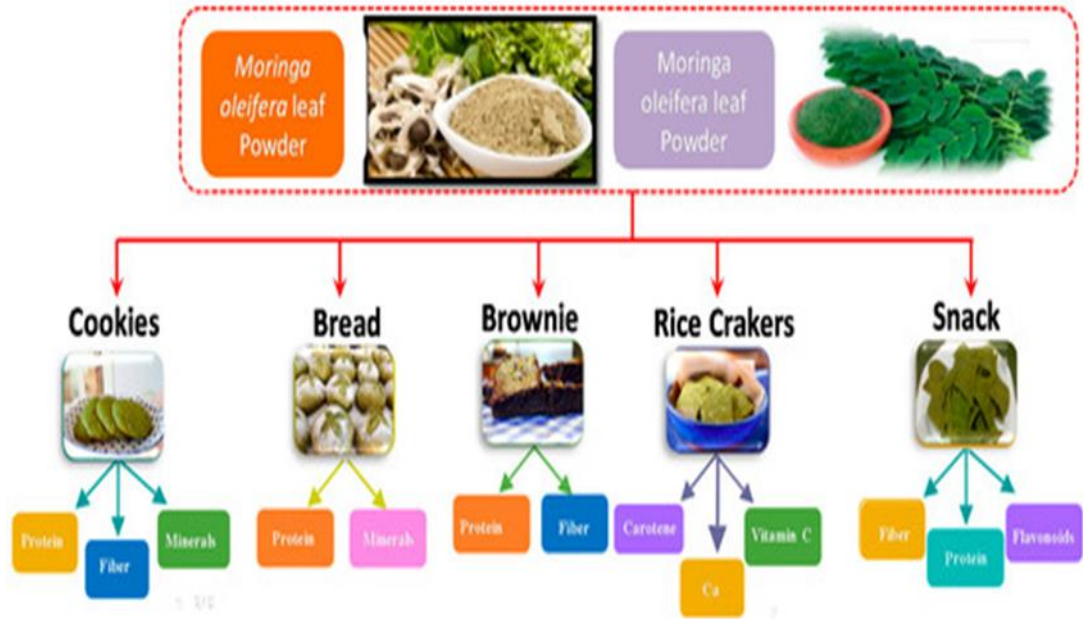 Moringa
oleifera leaf
Powder
Moringa
oleifera leaf
Powder
Cookies
Bread
Brownie
Rice Crakers
Snack
Protein
Fiber
Minerals
Protein
Minerals
Protein
Fiber
Carotene
Ca
Vitamin C
Fiber
Protein
Flavonoids